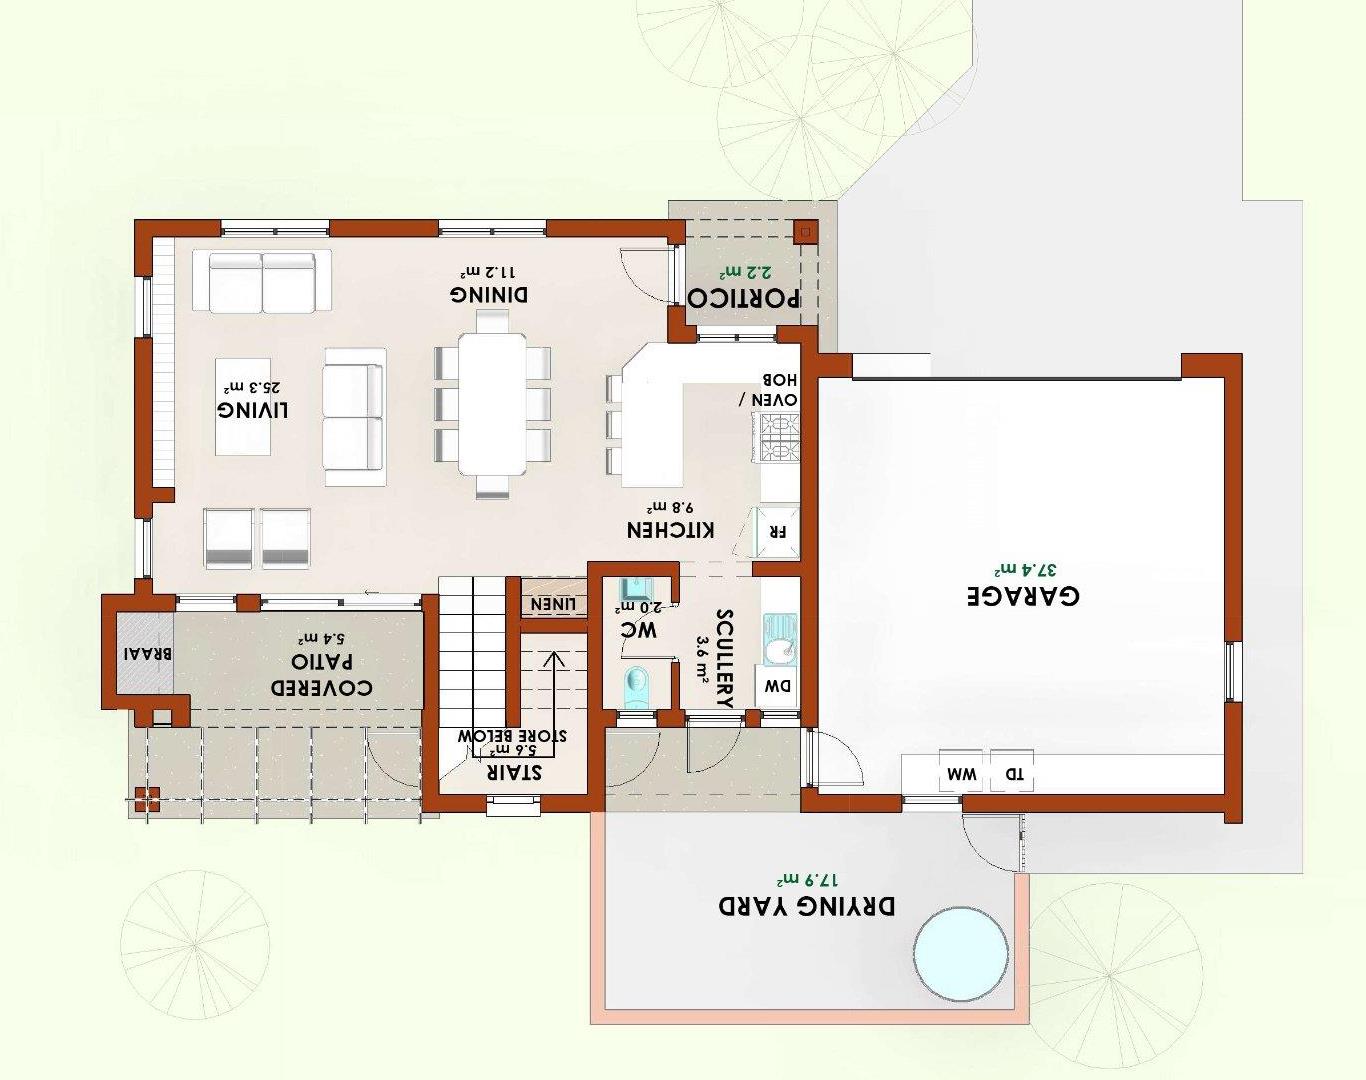 DRYING YARD
17.9 m²
STAIR
5.6 m²
STORE BELOW
TD
WM
COVERED
PATIO
5.4 m²
BRAAI
DW
SCULLERY
3.6 m²
WC
2.0 m²
LINEN
GARAGE
37.4 m²
FR
KITCHEN
9.8 m²
OVEN /
HOB
LIVING
25.3 m²
DINING
11.2 m²
PORTICO
2.2 m²